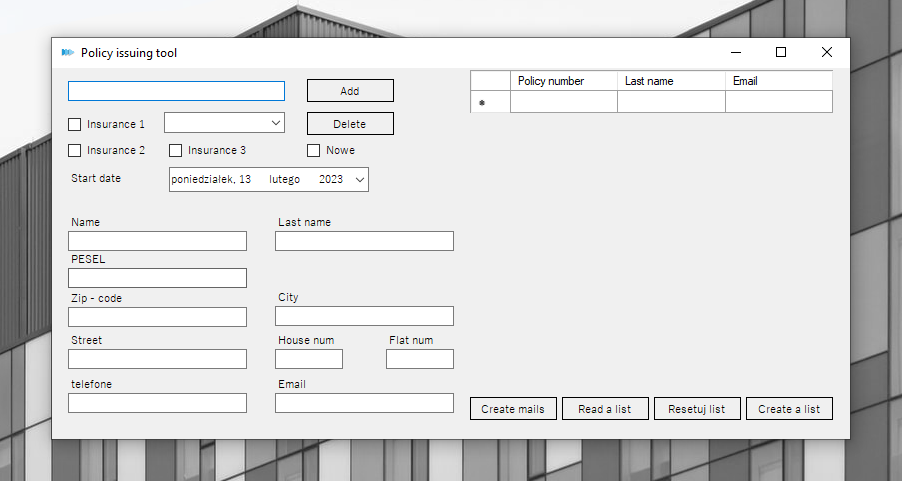 Policy issuing tool
Add
Insurance 1
Delete
Insurance 2
Insurance 3
Nowe
Start date
poniedziałek, 13 lutego 2023
Name
Last name
PESEL
Zip - code
City
Street
House num
Flat num
telefone
Email
Policy number
Last name
Email
Create mails
Read a list
Resetuj list
Create a list